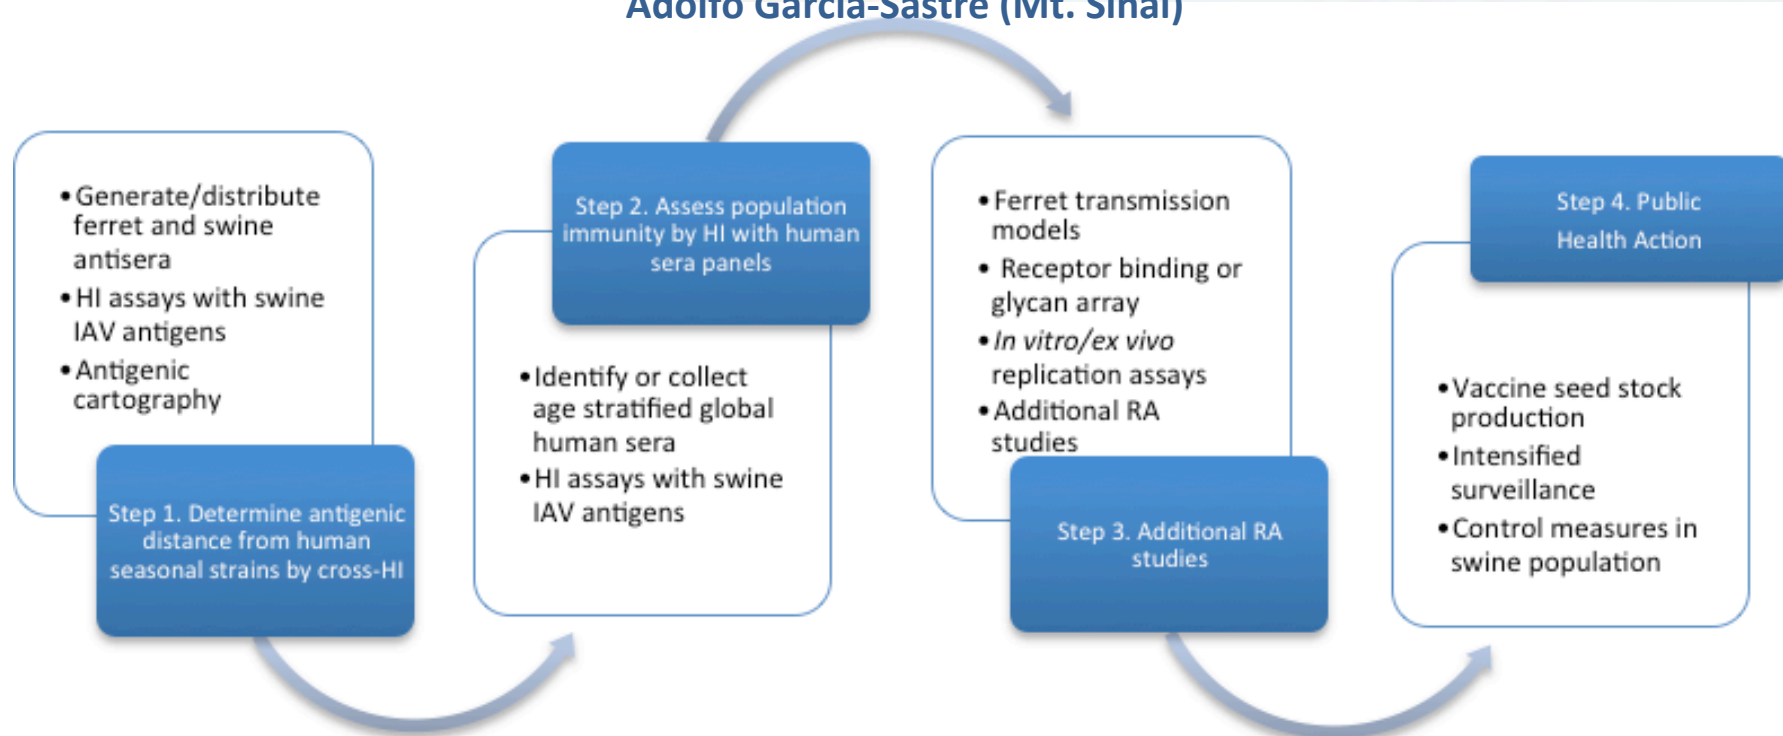 Adolfo García-Sastre (Mt. Sinai)
•Generate/distribute
ferret and swine
antisera
•HI assays with swine
IAV antigens
•Antigenic
cartography
Step 1. Determine antigenic
distance from human
seasonal strains by cross-HI
Step 2. Assess population
immunity by HI with human
sera panels
•Identify or collect
age stratified global
human sera
•HI assays with swine
IAV antigens
•Ferret transmission
models
• Receptor binding or
glycan array
•In vitro/ex vivo
replication assays
•Additional RA
studies
Step 3. Additional RA
studies
Step 4. Public
Health Action
•Vaccine seed stock
production
•Intensified
surveillance
•Control measures in
swine population